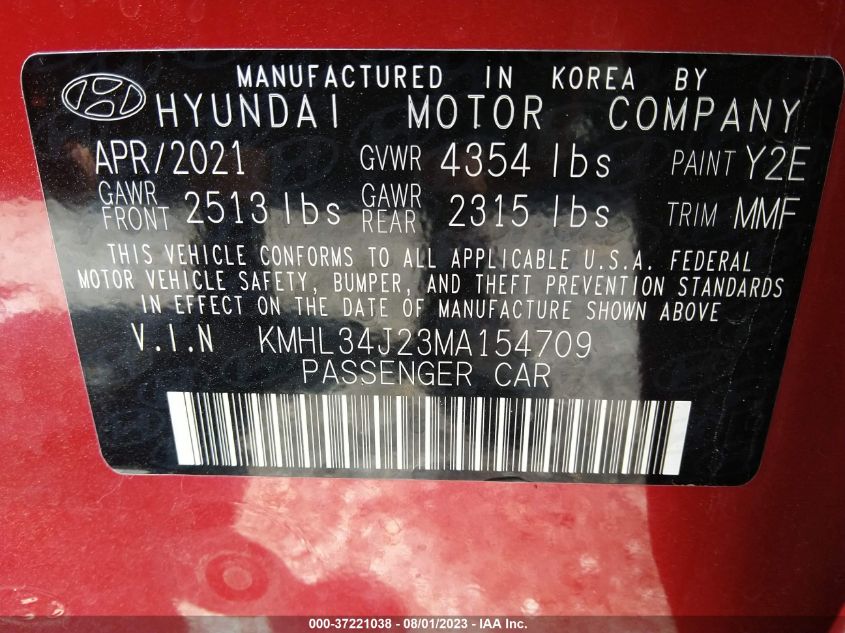 MANUFACTURED IN KOREA BY
HYUNDAI MOTOR COMPANY
APR/2021 GVWR 4354 lbs PAINT Y2E
GAWR FRONT 2513 lbs GAWR REAR 2315 lbs TRIM MMF
THIS VEHICLE CONFORMS TO ALL APPLICABLE U.S.A. FEDERAL
MOTOR VEHICLE SAFETY, BUMPER, AND THEFT PREVENTION STANDARDS
IN EFFECT ON THE DATE OF MANUFACTURE SHOWN ABOVE
V.I.N KMHL34J23MA154709
PASSENGER CAR
000-37221038 - 08/01/2023 - IAA Inc.